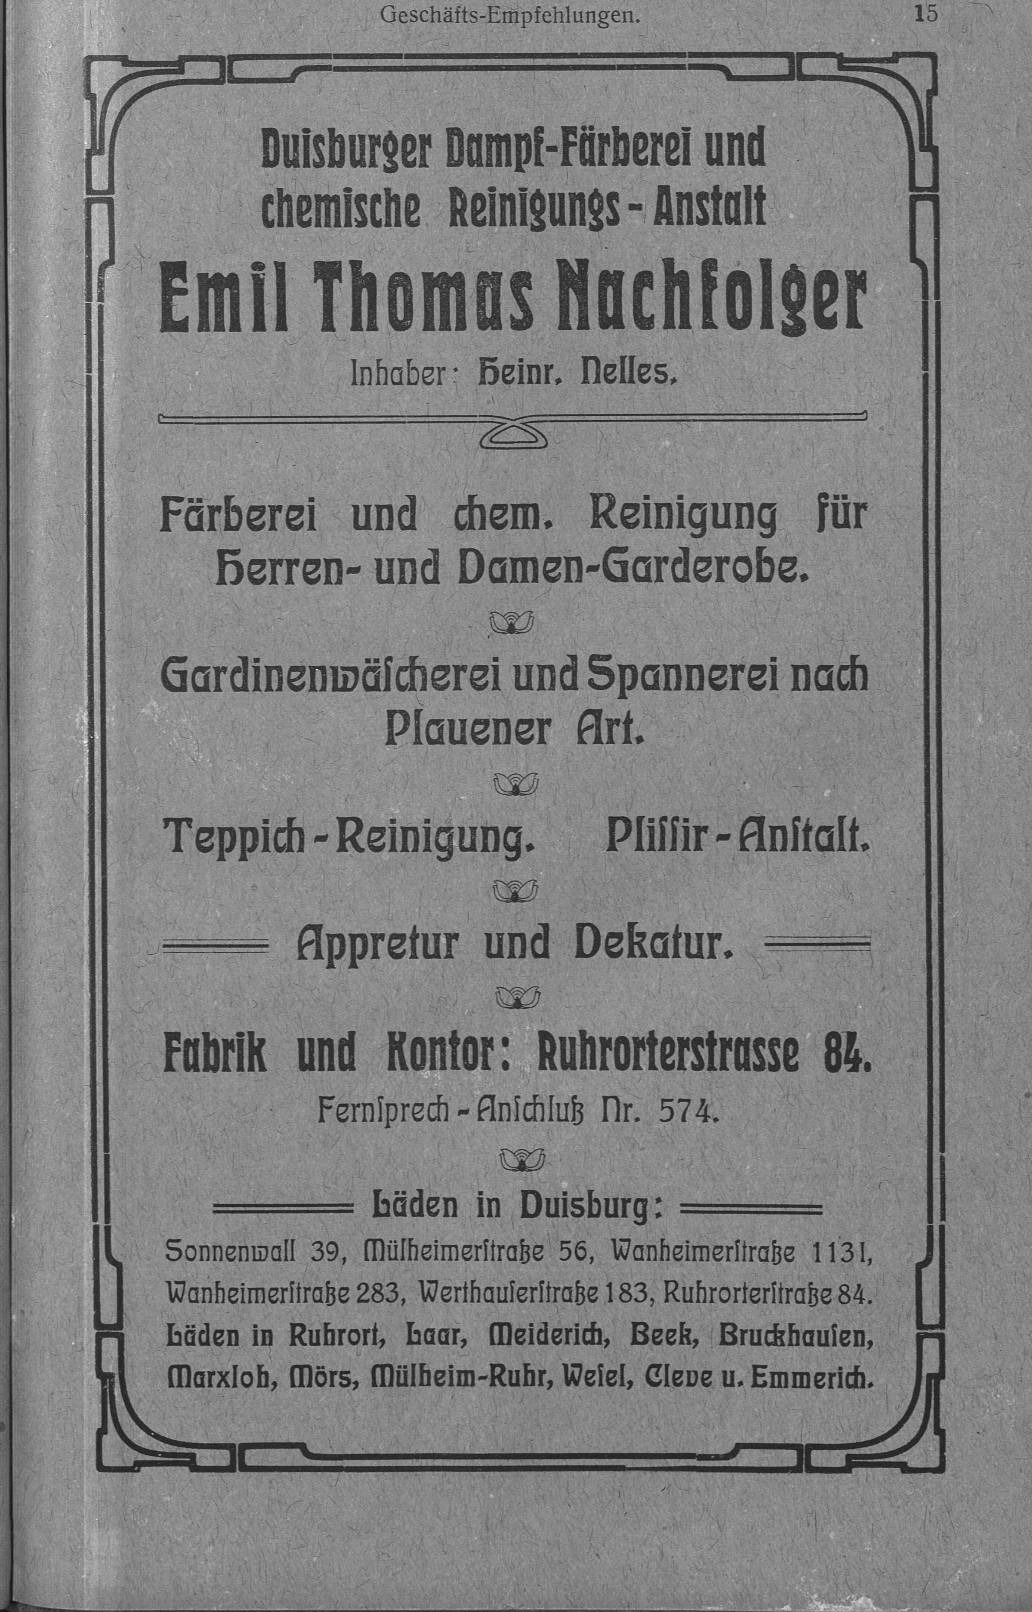 Geschäfts-Empfehlungen. 15
Duisburger Dampf-Färberei und
chemische Reinigungs-Anstalt
Emil Thomas Nachfolger
Inhaber: Heinr. Nelles.
Färberei und chem. Reinigung für
Herren- und Damen-Garderobe.
Gardinenwäſcherei und Spannerei nach
Plauener Art.
Teppich-Reinigung. Pliſſir-Anſtalt.
Appretur und Dekatur.
Fabrik und Kontor: Ruhrorterstrasse 84.
Fernſprech-Anſchluß Nr. 574.
Läden in Duisburg:
Sonnenwall 39, Mülheimerſtraße 56, Wanheimerſtraße 113I,
Wanheimerſtraße 283, Werthauſerſtraße 183, Ruhrorterſtraße 84.
Läden in Ruhrort, Laar, Meiderich, Beek, Bruckhauſen,
Marxloh, Mörs, Mülheim-Ruhr, Weſel, Cleve u. Emmerich.